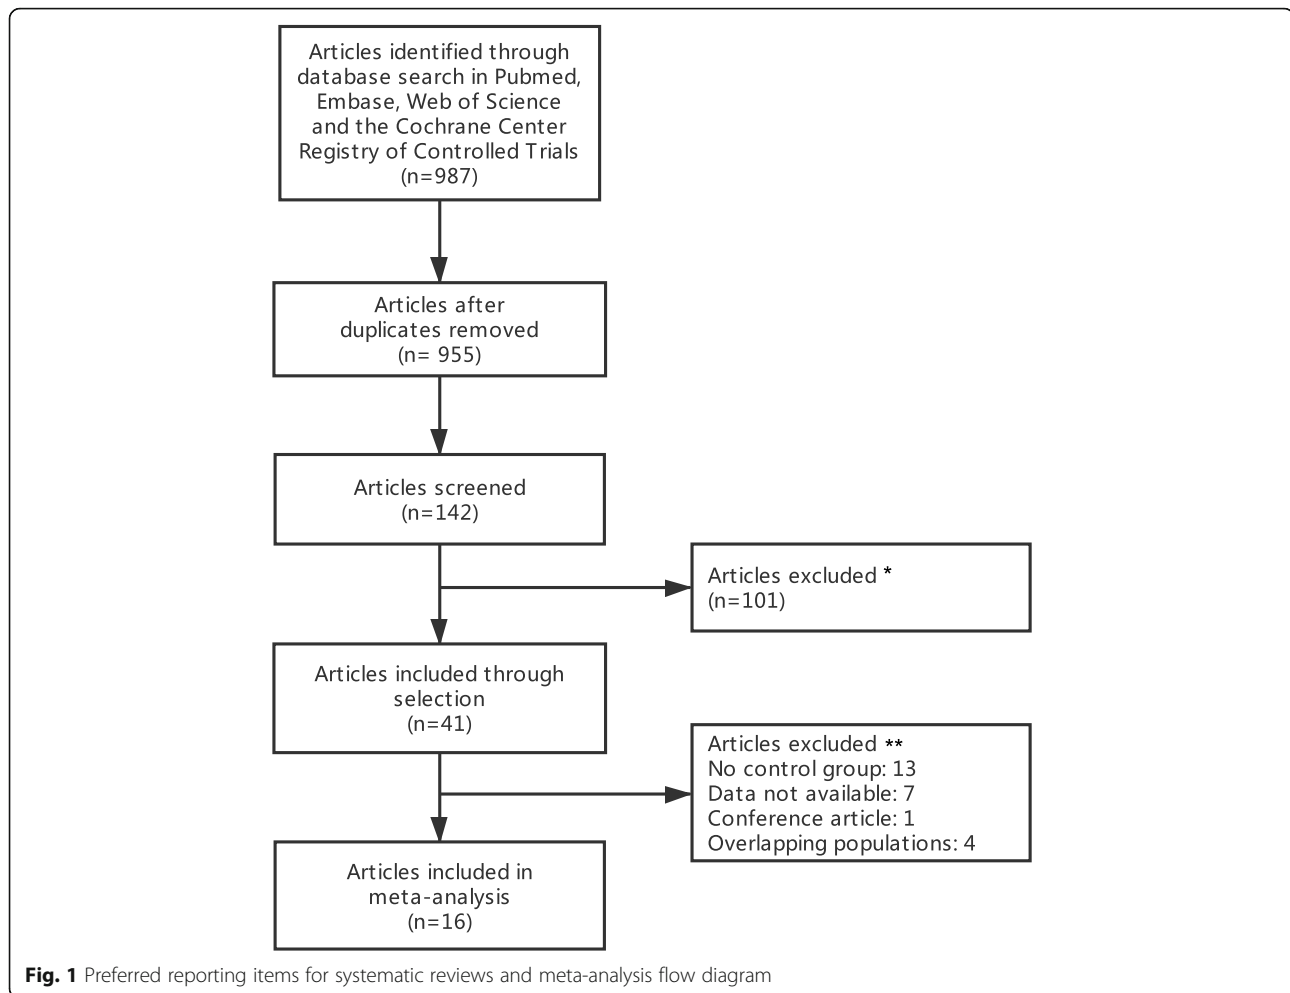 Articles identified through
database search in Pubmed,
Embase, Web of Science
and the Cochrane Center
Registry of Controlled Trials
(n=987)
Articles after
duplicates removed
(n= 955)
Articles screened
(n=142)
Articles excluded *
(n=101)
Articles included through
selection
(n=41)
Articles excluded **
No control group: 13
Data not available: 7
Conference article: 1
Overlapping populations: 4
Articles included in
meta-analysis
(n=16)
Fig. 1 Preferred reporting items for systematic reviews and meta-analysis flow diagram